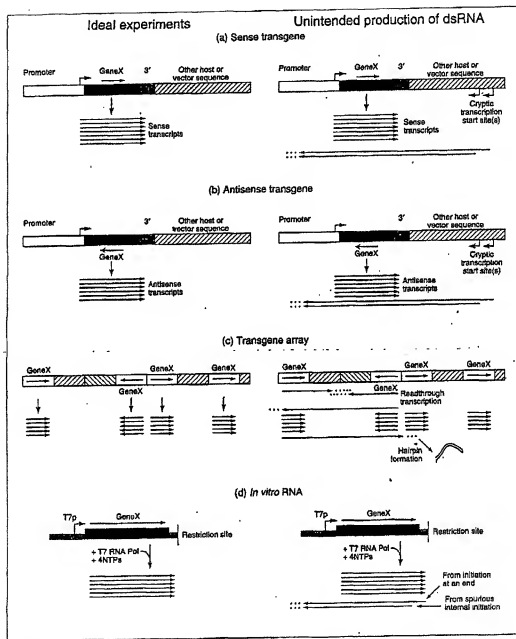 Ideal experiments
Unintended production of dsRNA
(a) Sense transgene
Promoter
GeneX
3'
Other host or
vector sequence
Sense
transcripts
Promoter
GeneX
3'
Other host or
vector sequence
Cryptic
transcription
start site(s)
Sense
transcripts
(b) Antisense transgene
Promoter
3'
Other host or
vector sequence
GeneX
Antisense
transcripts
Promoter
3'
Other host or
vector sequence
GeneX
Cryptic
transcription
start site(s)
Antisense
transcripts
(c) Transgene array
GeneX
GeneX
GeneX
GeneX
GeneX
GeneX
GeneX
GeneX
Readthrough
transcription
Hairpin
formation
(d) In vitro RNA
T7p
GeneX
Restriction site
+ T7 RNA Pol
+ 4NTPs
T7p
GeneX
Restriction site
+ T7 RNA Pol
+ 4NTPs
From initiation
at an end
From spurious
internal initiation